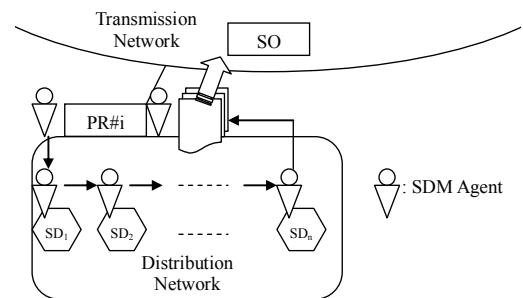 Transmission
Network
SO
PR#i
: SDM Agent
SD1
SD2
SDn
Distribution
Network